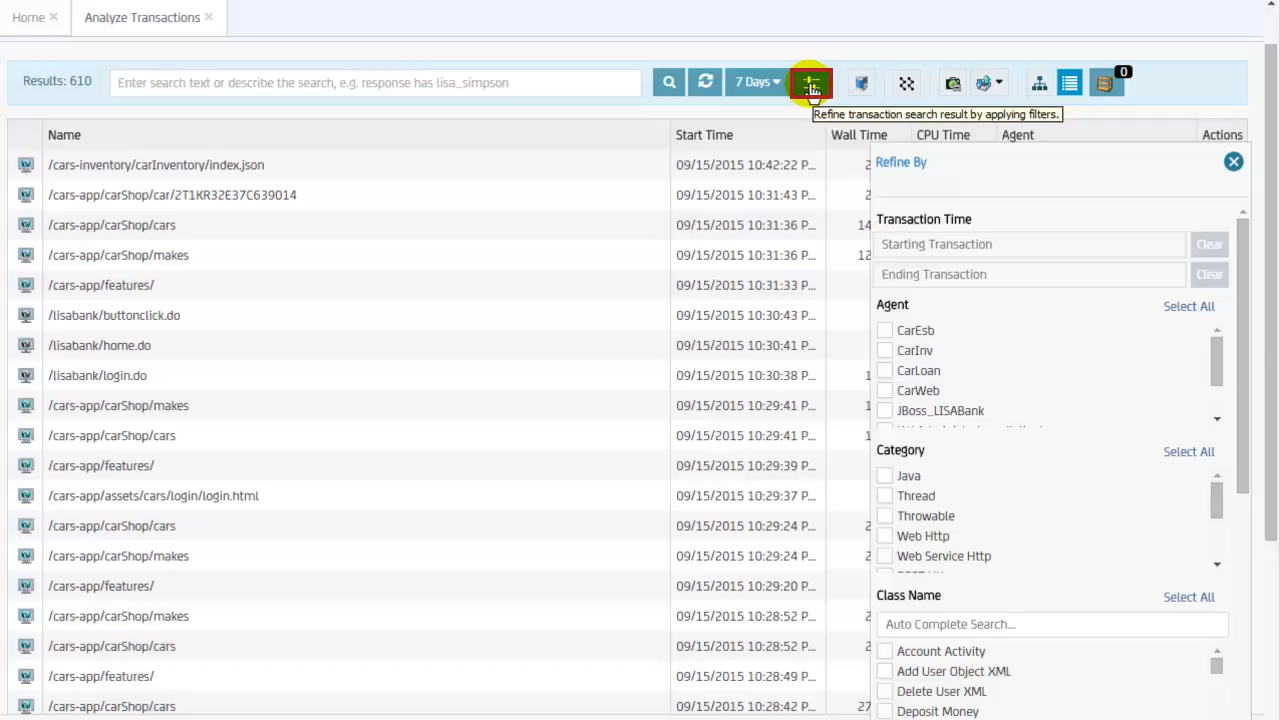 Home
Analyze Transactions
Results: 610
Enter search text or describe the search, e.g. response has lisa_simpson
7 Days
0
Refine transaction search result by applying filters.
Name Start Time Wall Time CPU Time Agent Actions
/cars-inventory/carInventory/index.json 09/15/2015 10:42:22 P... 2
/cars-app/carShop/car/2T1KR32E37C639014 09/15/2015 10:31:43 P... 2
/cars-app/carShop/cars 09/15/2015 10:31:36 P... 14
/cars-app/carShop/makes 09/15/2015 10:31:36 P... 12
/cars-app/features/ 09/15/2015 10:31:33 P...
/lisabank/buttonclick.do 09/15/2015 10:30:43 P...
/lisabank/home.do 09/15/2015 10:30:41 P...
/lisabank/login.do 09/15/2015 10:30:38 P... 1
/cars-app/carShop/makes 09/15/2015 10:29:41 P... 1
/cars-app/carShop/cars 09/15/2015 10:29:41 P... 1
/cars-app/features/ 09/15/2015 10:29:39 P...
/cars-app/assets/cars/login/login.html 09/15/2015 10:29:37 P...
/cars-app/carShop/cars 09/15/2015 10:29:24 P... 2
/cars-app/carShop/makes 09/15/2015 10:29:24 P... 2
/cars-app/features/ 09/15/2015 10:29:20 P...
/cars-app/carShop/makes 09/15/2015 10:28:52 P... 2
/cars-app/carShop/cars 09/15/2015 10:28:52 P... 2
/cars-app/features/ 09/15/2015 10:28:49 P...
/cars-app/carShop/cars 09/15/2015 10:28:42 P... 27
Refine By
Transaction Time
Starting Transaction Clear
Ending Transaction Clear
Agent Select All
CarEsb
CarInv
CarLoan
CarWeb
JBoss_LISABank
Category Select All
Java
Thread
Throwable
Web Http
Web Service Http
Class Name Select All
Auto Complete Search...
Account Activity
Add User Object XML
Delete User XML
Deposit Money